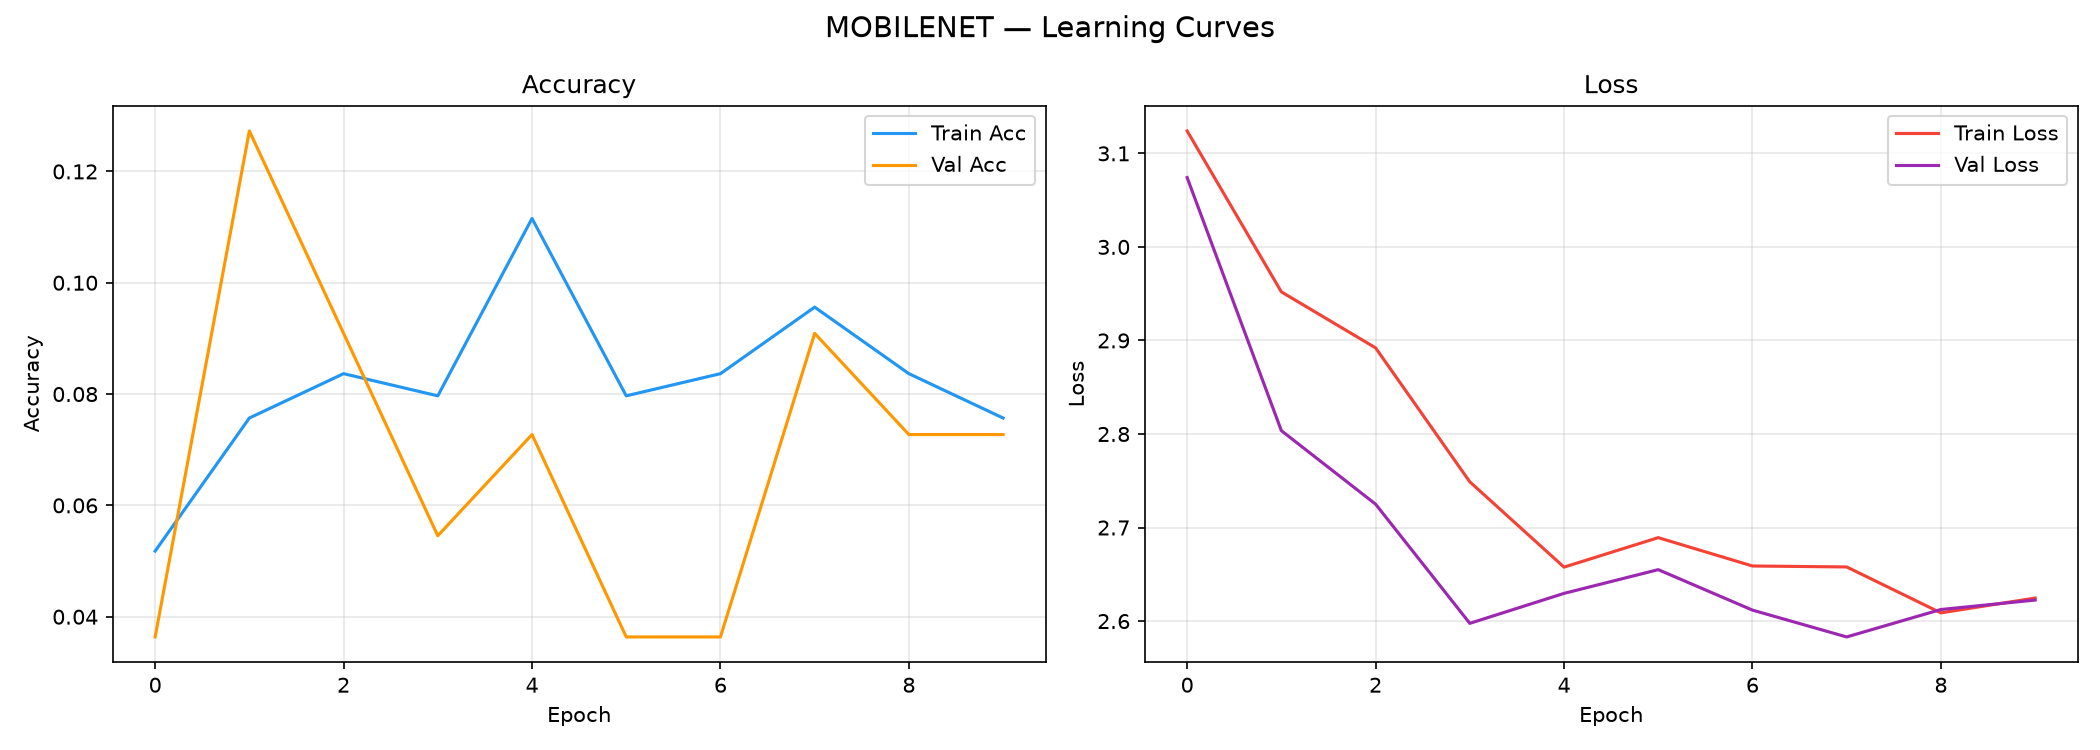 MOBILENET — Learning Curves
Accuracy
Train Acc
Val Acc
Accuracy
0.12
0.10
0.08
0.06
0.04
0 2 4 6 8
Epoch
Loss
Train Loss
Val Loss
Loss
3.1
3.0
2.9
2.8
2.7
2.6
0 2 4 6 8
Epoch